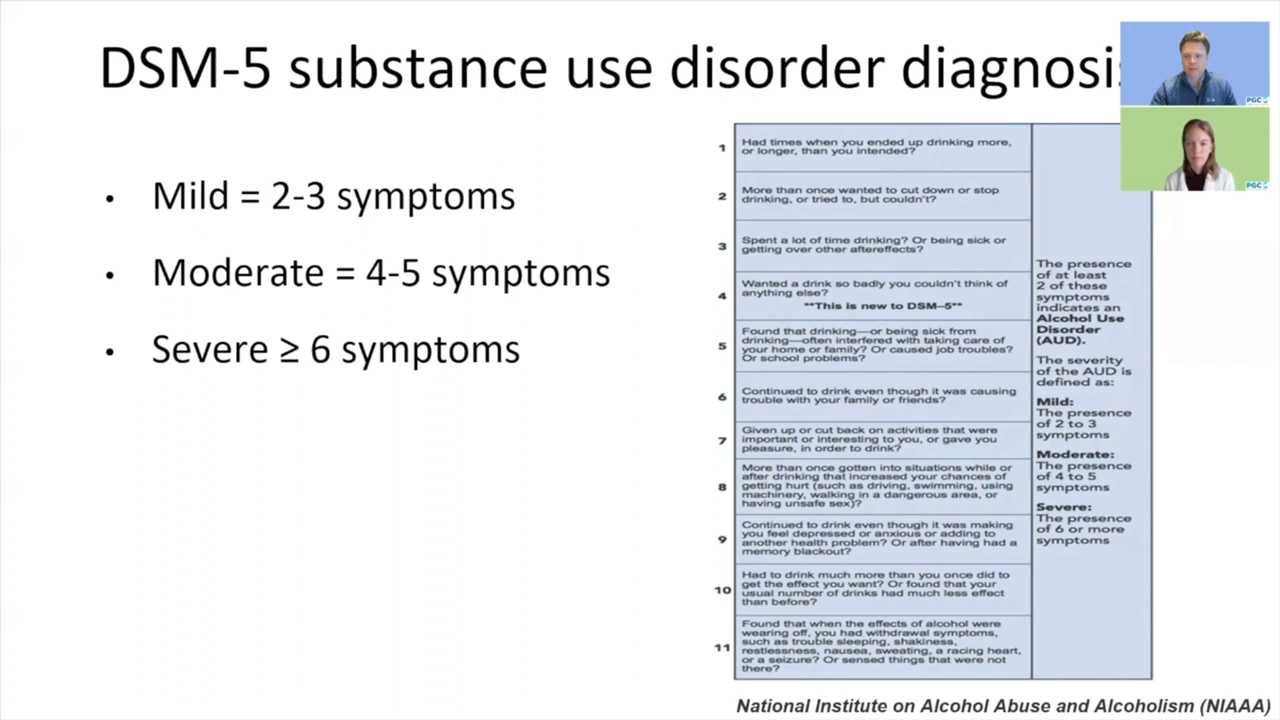 DSM-5 substance use disorder diagnosis
• Mild = 2-3 symptoms
• Moderate = 4-5 symptoms
• Severe ≥ 6 symptoms
1
Had times when you ended up drinking more,
or longer, than you intended?
2
More than once wanted to cut down or stop
drinking, or tried to, but couldn't?
3
Spent a lot of time drinking? Or being sick or
getting over other aftereffects?
4
Wanted a drink so badly you couldn't think of
anything else?
**This is new to DSM–5**
5
Found that drinking—or being sick from
drinking—often interfered with taking care of
your home or family? Or caused job troubles?
Or school problems?
6
Continued to drink even though it was causing
trouble with your family or friends?
7
Given up or cut back on activities that were
important or interesting to you, or gave you
pleasure, in order to drink?
8
More than once gotten into situations while or
after drinking that increased your chances of
getting hurt (such as driving, swimming, using
machinery, walking in a dangerous area, or
having unsafe sex)?
9
Continued to drink even though it was making
you feel depressed or anxious or adding to
another health problem? Or after having had a
memory blackout?
10
Had to drink much more than you once did to
get the effect you want? Or found that your
usual number of drinks had much less effect
than before?
11
Found that when the effects of alcohol were
wearing off, you had withdrawal symptoms,
such as trouble sleeping, shakiness,
restlessness, nausea, sweating, a racing heart,
or a seizure? Or sensed things that were not
there?
The presence
of at least
2 of these
symptoms
indicates an
Alcohol Use
Disorder
(AUD).
The severity
of the AUD is
defined as:
Mild:
The presence
of 2 to 3
symptoms
Moderate:
The presence
of 4 to 5
symptoms
Severe:
The presence
of 6 or more
symptoms
National Institute on Alcohol Abuse and Alcoholism (NIAAA)
PGC
PGC